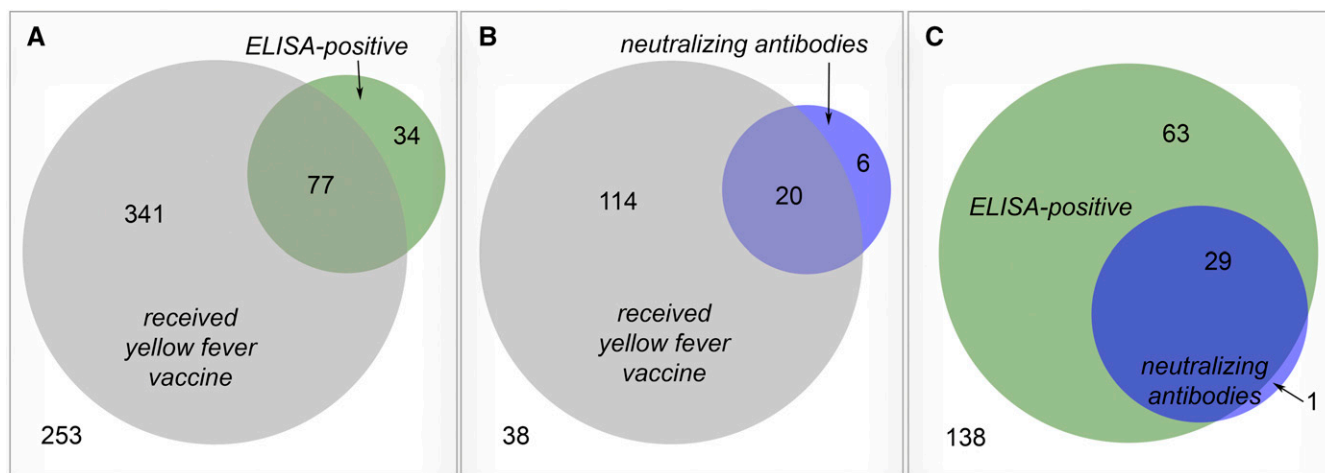 A
ELISA-positive
34
77
341
received
yellow fever
vaccine
253
B
neutralizing antibodies
6
20
114
received
yellow fever
vaccine
38
C
63
ELISA-positive
29
neutralizing
antibodies
1
138